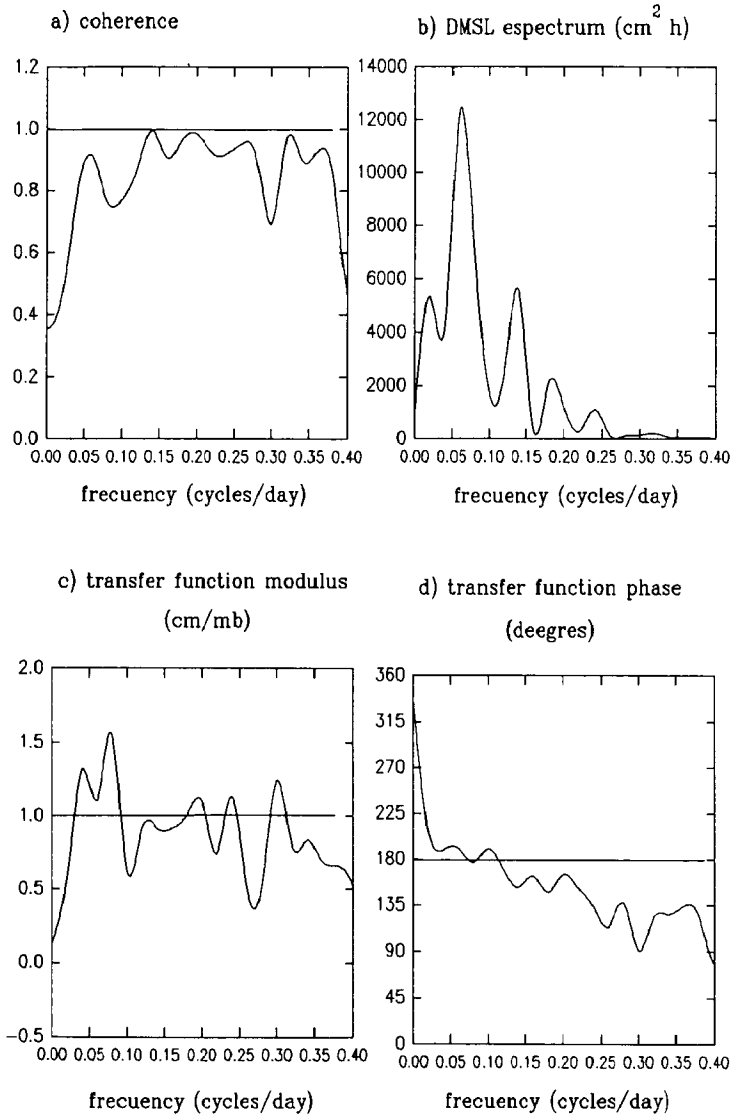 a) coherence
1.2
1.0
0.8
0.6
0.4
0.2
0.0
0.00 0.05 0.10 0.15 0.20 0.25 0.30 0.35 0.40
frecuency (cycles/day)
b) DMSL espectrum (cm² h)
14000
12000
10000
8000
6000
4000
2000
0
0.00 0.05 0.10 0.15 0.20 0.25 0.30 0.35 0.40
frecuency (cycles/day)
c) transfer function modulus
(cm/mb)
2.0
1.5
1.0
0.5
0.0
−0.5
0.00 0.05 0.10 0.15 0.20 0.25 0.30 0.35 0.40
frecuency (cycles/day)
d) transfer function phase
(deegres)
360
315
270
225
180
135
90
45
0
0.00 0.05 0.10 0.15 0.20 0.25 0.30 0.35 0.40
frecuency (cycles/day)